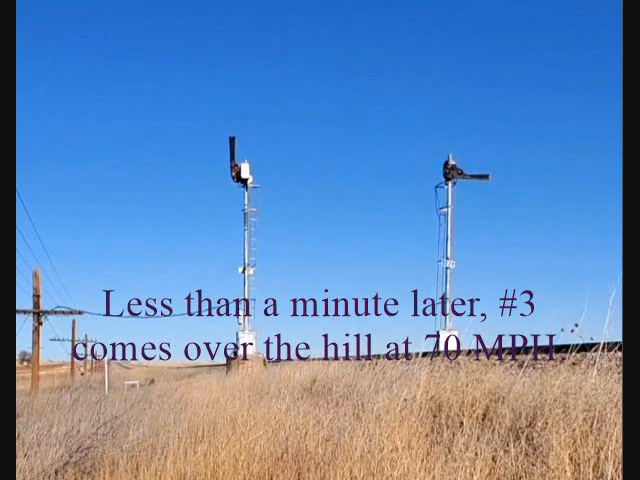 Less than a minute later, #3
comes over the hill at 70 MPH.